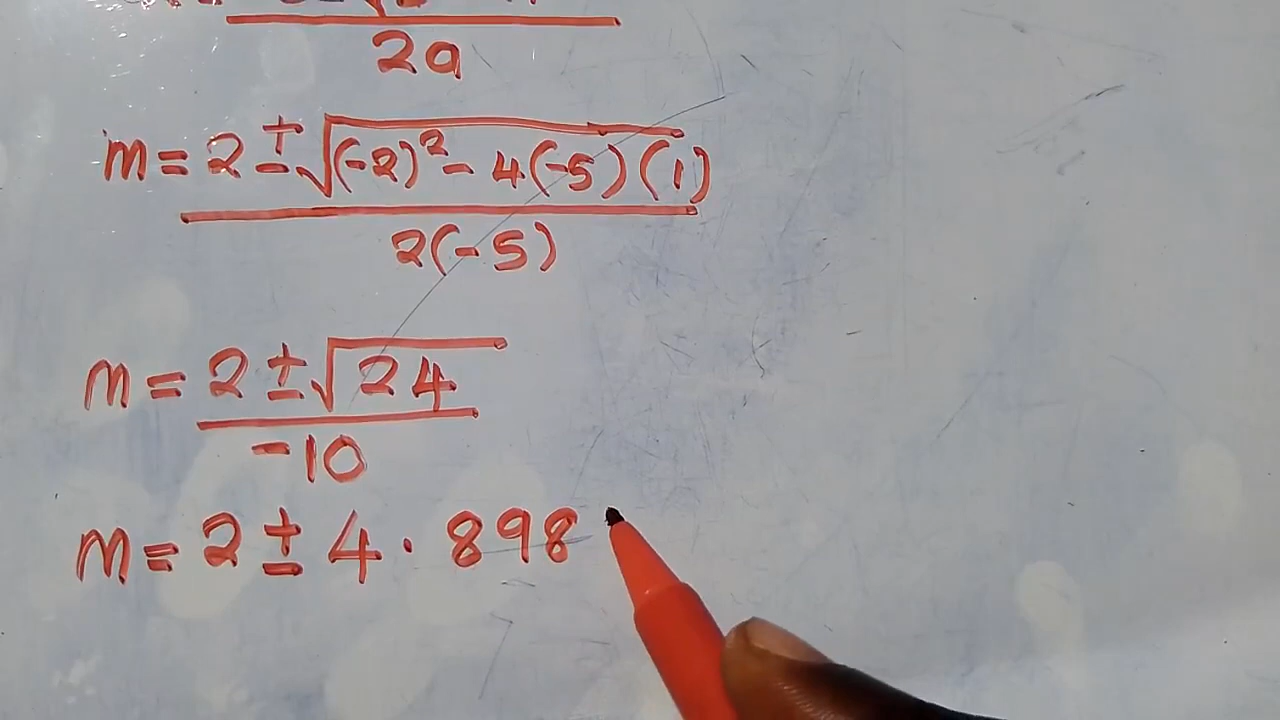 2a
m = 2 ± √(-2)² - 4(-5)(1)
2(-5)
m = 2 ± √24
-10
m = 2 ± 4.898